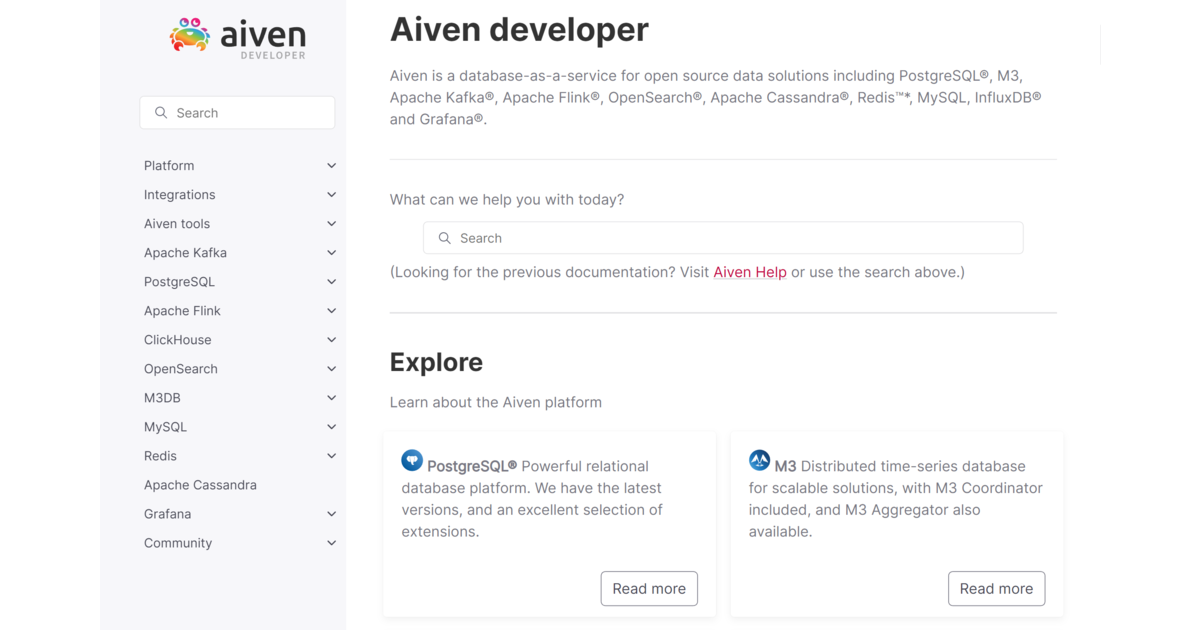 aiven
DEVELOPER
Search
Platform
Integrations
Aiven tools
Apache Kafka
PostgreSQL
Apache Flink
ClickHouse
OpenSearch
M3DB
MySQL
Redis
Apache Cassandra
Grafana
Community
Aiven developer
Aiven is a database-as-a-service for open source data solutions including PostgreSQL®, M3,
Apache Kafka®, Apache Flink®, OpenSearch®, Apache Cassandra®, Redis™*, MySQL, InfluxDB®
and Grafana®.
What can we help you with today?
Search
(Looking for the previous documentation? Visit Aiven Help or use the search above.)
Explore
Learn about the Aiven platform
PostgreSQL® Powerful relational
database platform. We have the latest
versions, and an excellent selection of
extensions.
Read more
M3 Distributed time-series database
for scalable solutions, with M3 Coordinator
included, and M3 Aggregator also
available.
Read more